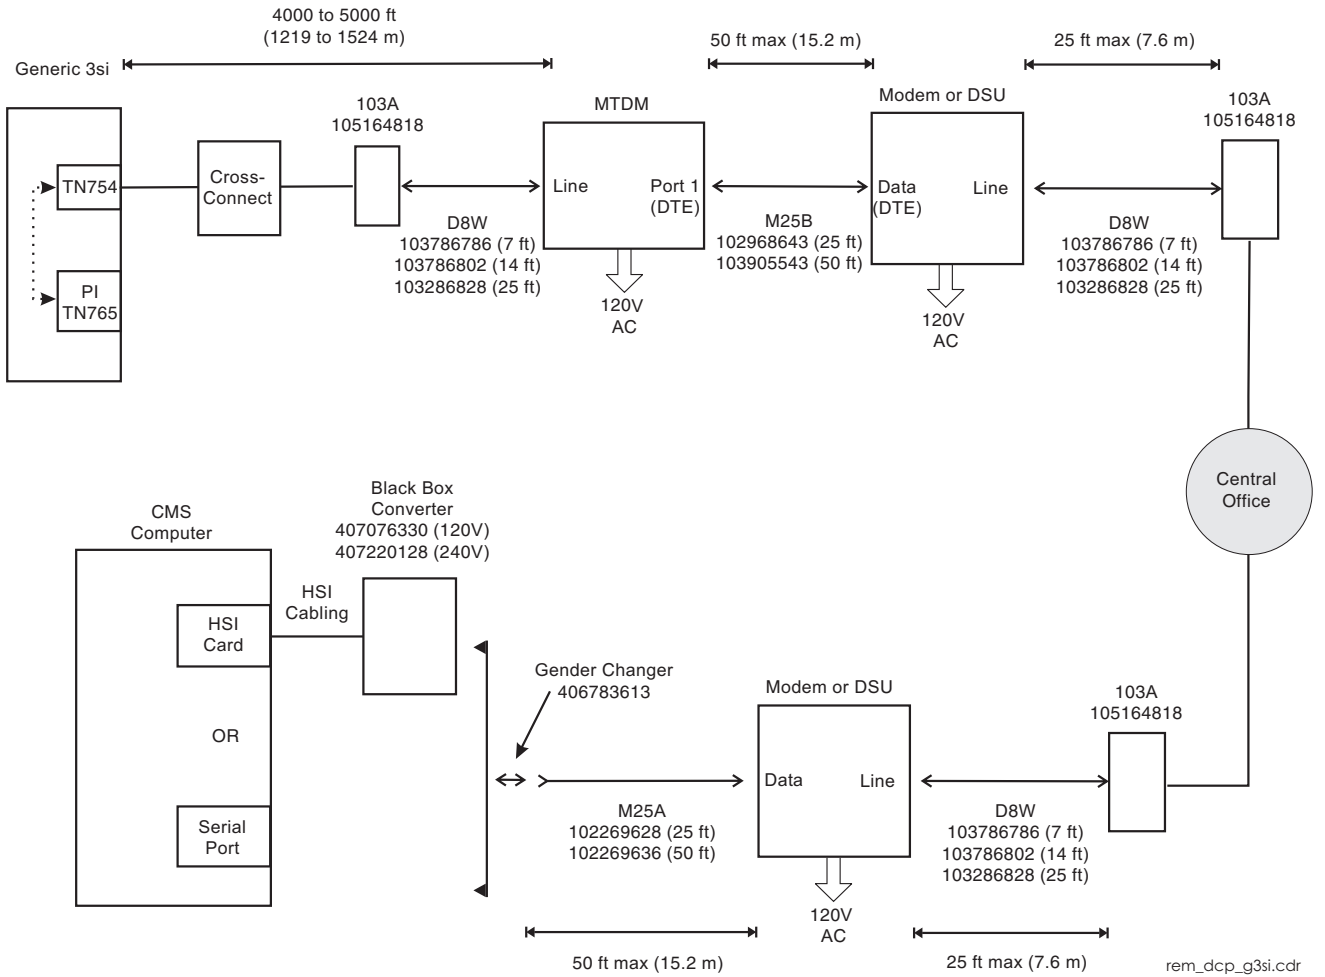 4000 to 5000 ft
(1219 to 1524 m)
50 ft max (15.2 m)
25 ft max (7.6 m)
Generic 3si
103A
105164818
MTDM
Modem or DSU
103A
105164818
TN754
Cross-
Connect
Line
Port 1
(DTE)
Data
(DTE)
Line
D8W
103786786 (7 ft)
103786802 (14 ft)
103286828 (25 ft)
M25B
102968643 (25 ft)
103905543 (50 ft)
D8W
103786786 (7 ft)
103786802 (14 ft)
103286828 (25 ft)
PI
TN765
120V
AC
120V
AC
Central
Office
CMS
Computer
Black Box
Converter
407076330 (120V)
407220128 (240V)
HSI
Cabling
HSI
Card
OR
Serial
Port
Gender Changer
406783613
Modem or DSU
103A
105164818
Data
Line
M25A
102269628 (25 ft)
102269636 (50 ft)
D8W
103786786 (7 ft)
103786802 (14 ft)
103286828 (25 ft)
120V
AC
50 ft max (15.2 m)
25 ft max (7.6 m)
rem_dcp_g3si.cdr